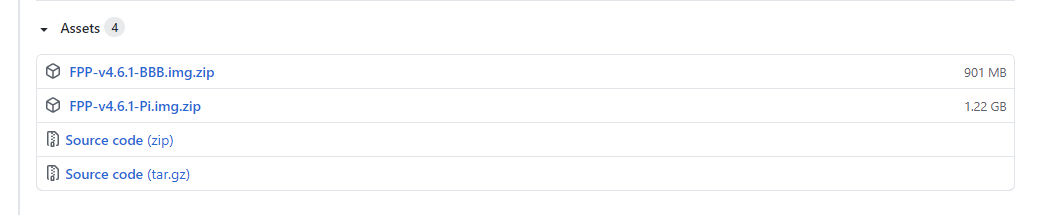 Assets 4
FPP-v4.6.1-BBB.img.zip 901 MB
FPP-v4.6.1-Pi.img.zip 1.22 GB
Source code (zip)
Source code (tar.gz)